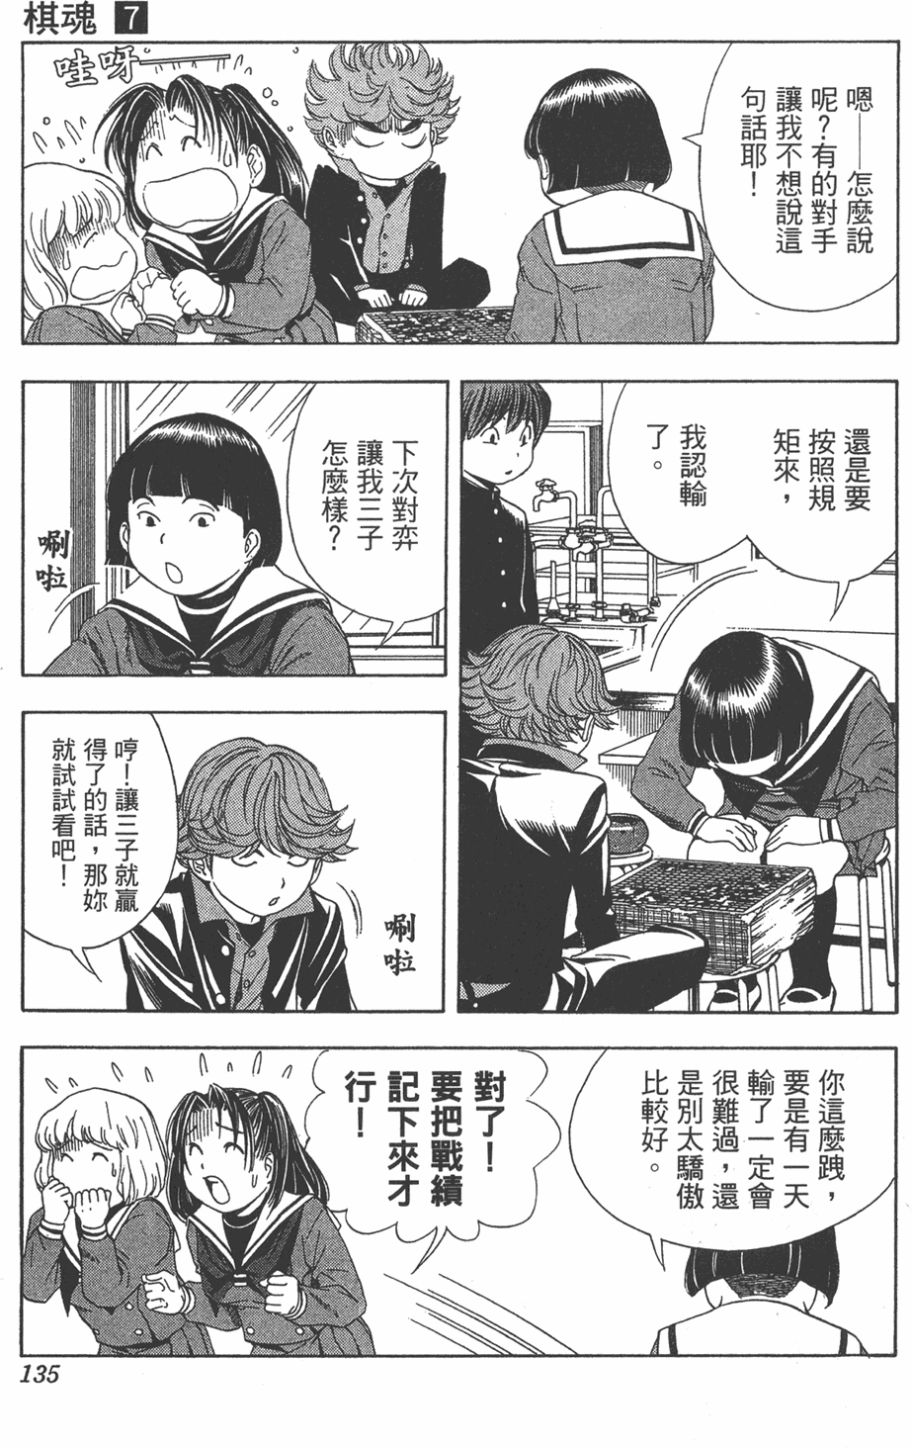 棋魂 7
嗯——怎麼說
呢？有的對手
讓我不想說這
句話耶！
哇呀——
還是要
按照規
矩來，
我認輸
了。
下次對弈
讓我三子
怎麼樣？
唰啦
哼！讓三子就贏
得了的話，那妳
就試試看吧！
唰啦
你這麼跩，
要是有一天
輸了一定會
很難過，還
是別太驕傲
比較好。
對了！
要把戰績
記下來才
行！
135